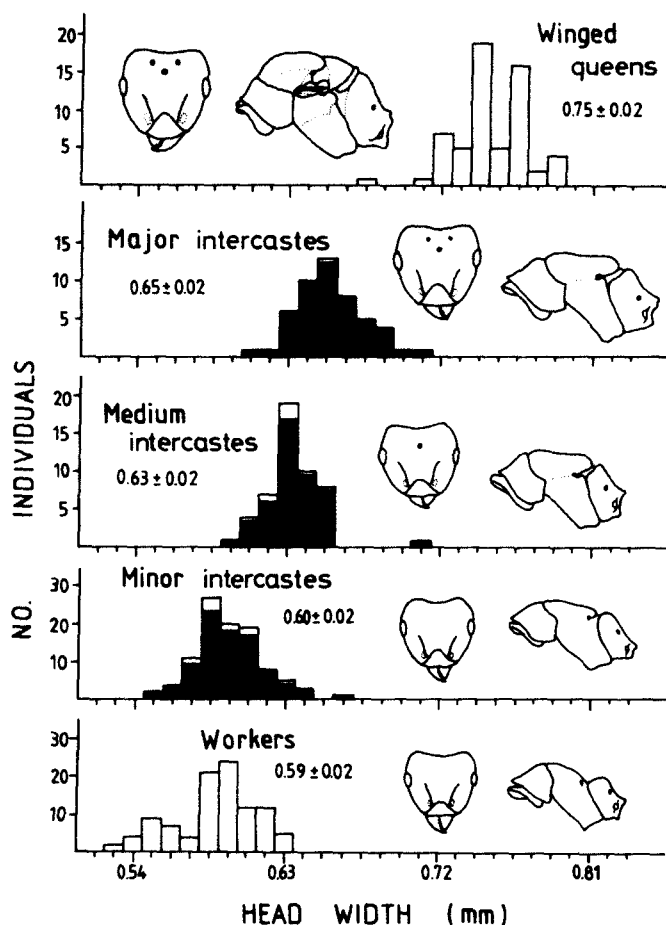 20
15
10
5
Winged
queens
0.75 ± 0.02
15
10
5
Major intercastes
0.65 ± 0.02
20
15
10
5
Medium
intercastes
0.63 ± 0.02
30
20
10
Minor intercastes
0.60 ± 0.02
30
20
10
Workers
0.59 ± 0.02
NO. INDIVIDUALS
0.54 0.63 0.72 0.81
HEAD WIDTH (mm)